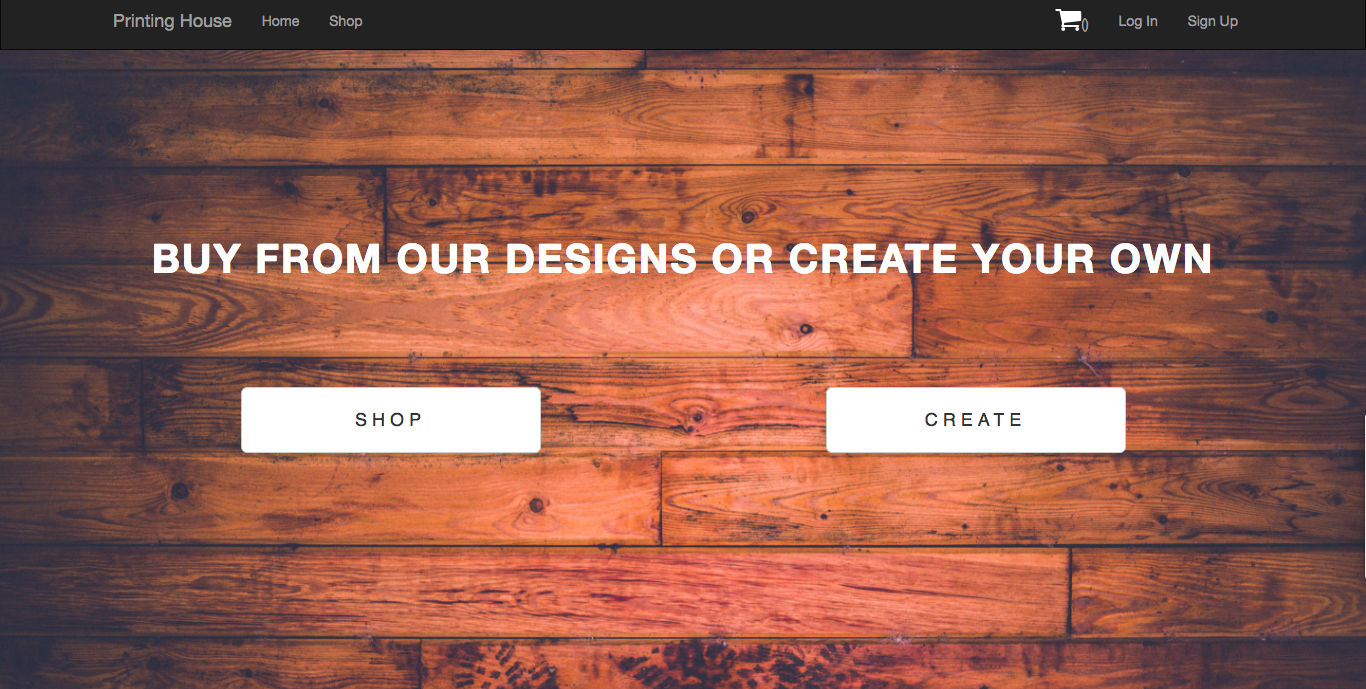 Printing House Home Shop 0 Log In Sign Up
BUY FROM OUR DESIGNS OR CREATE YOUR OWN
SHOP CREATE